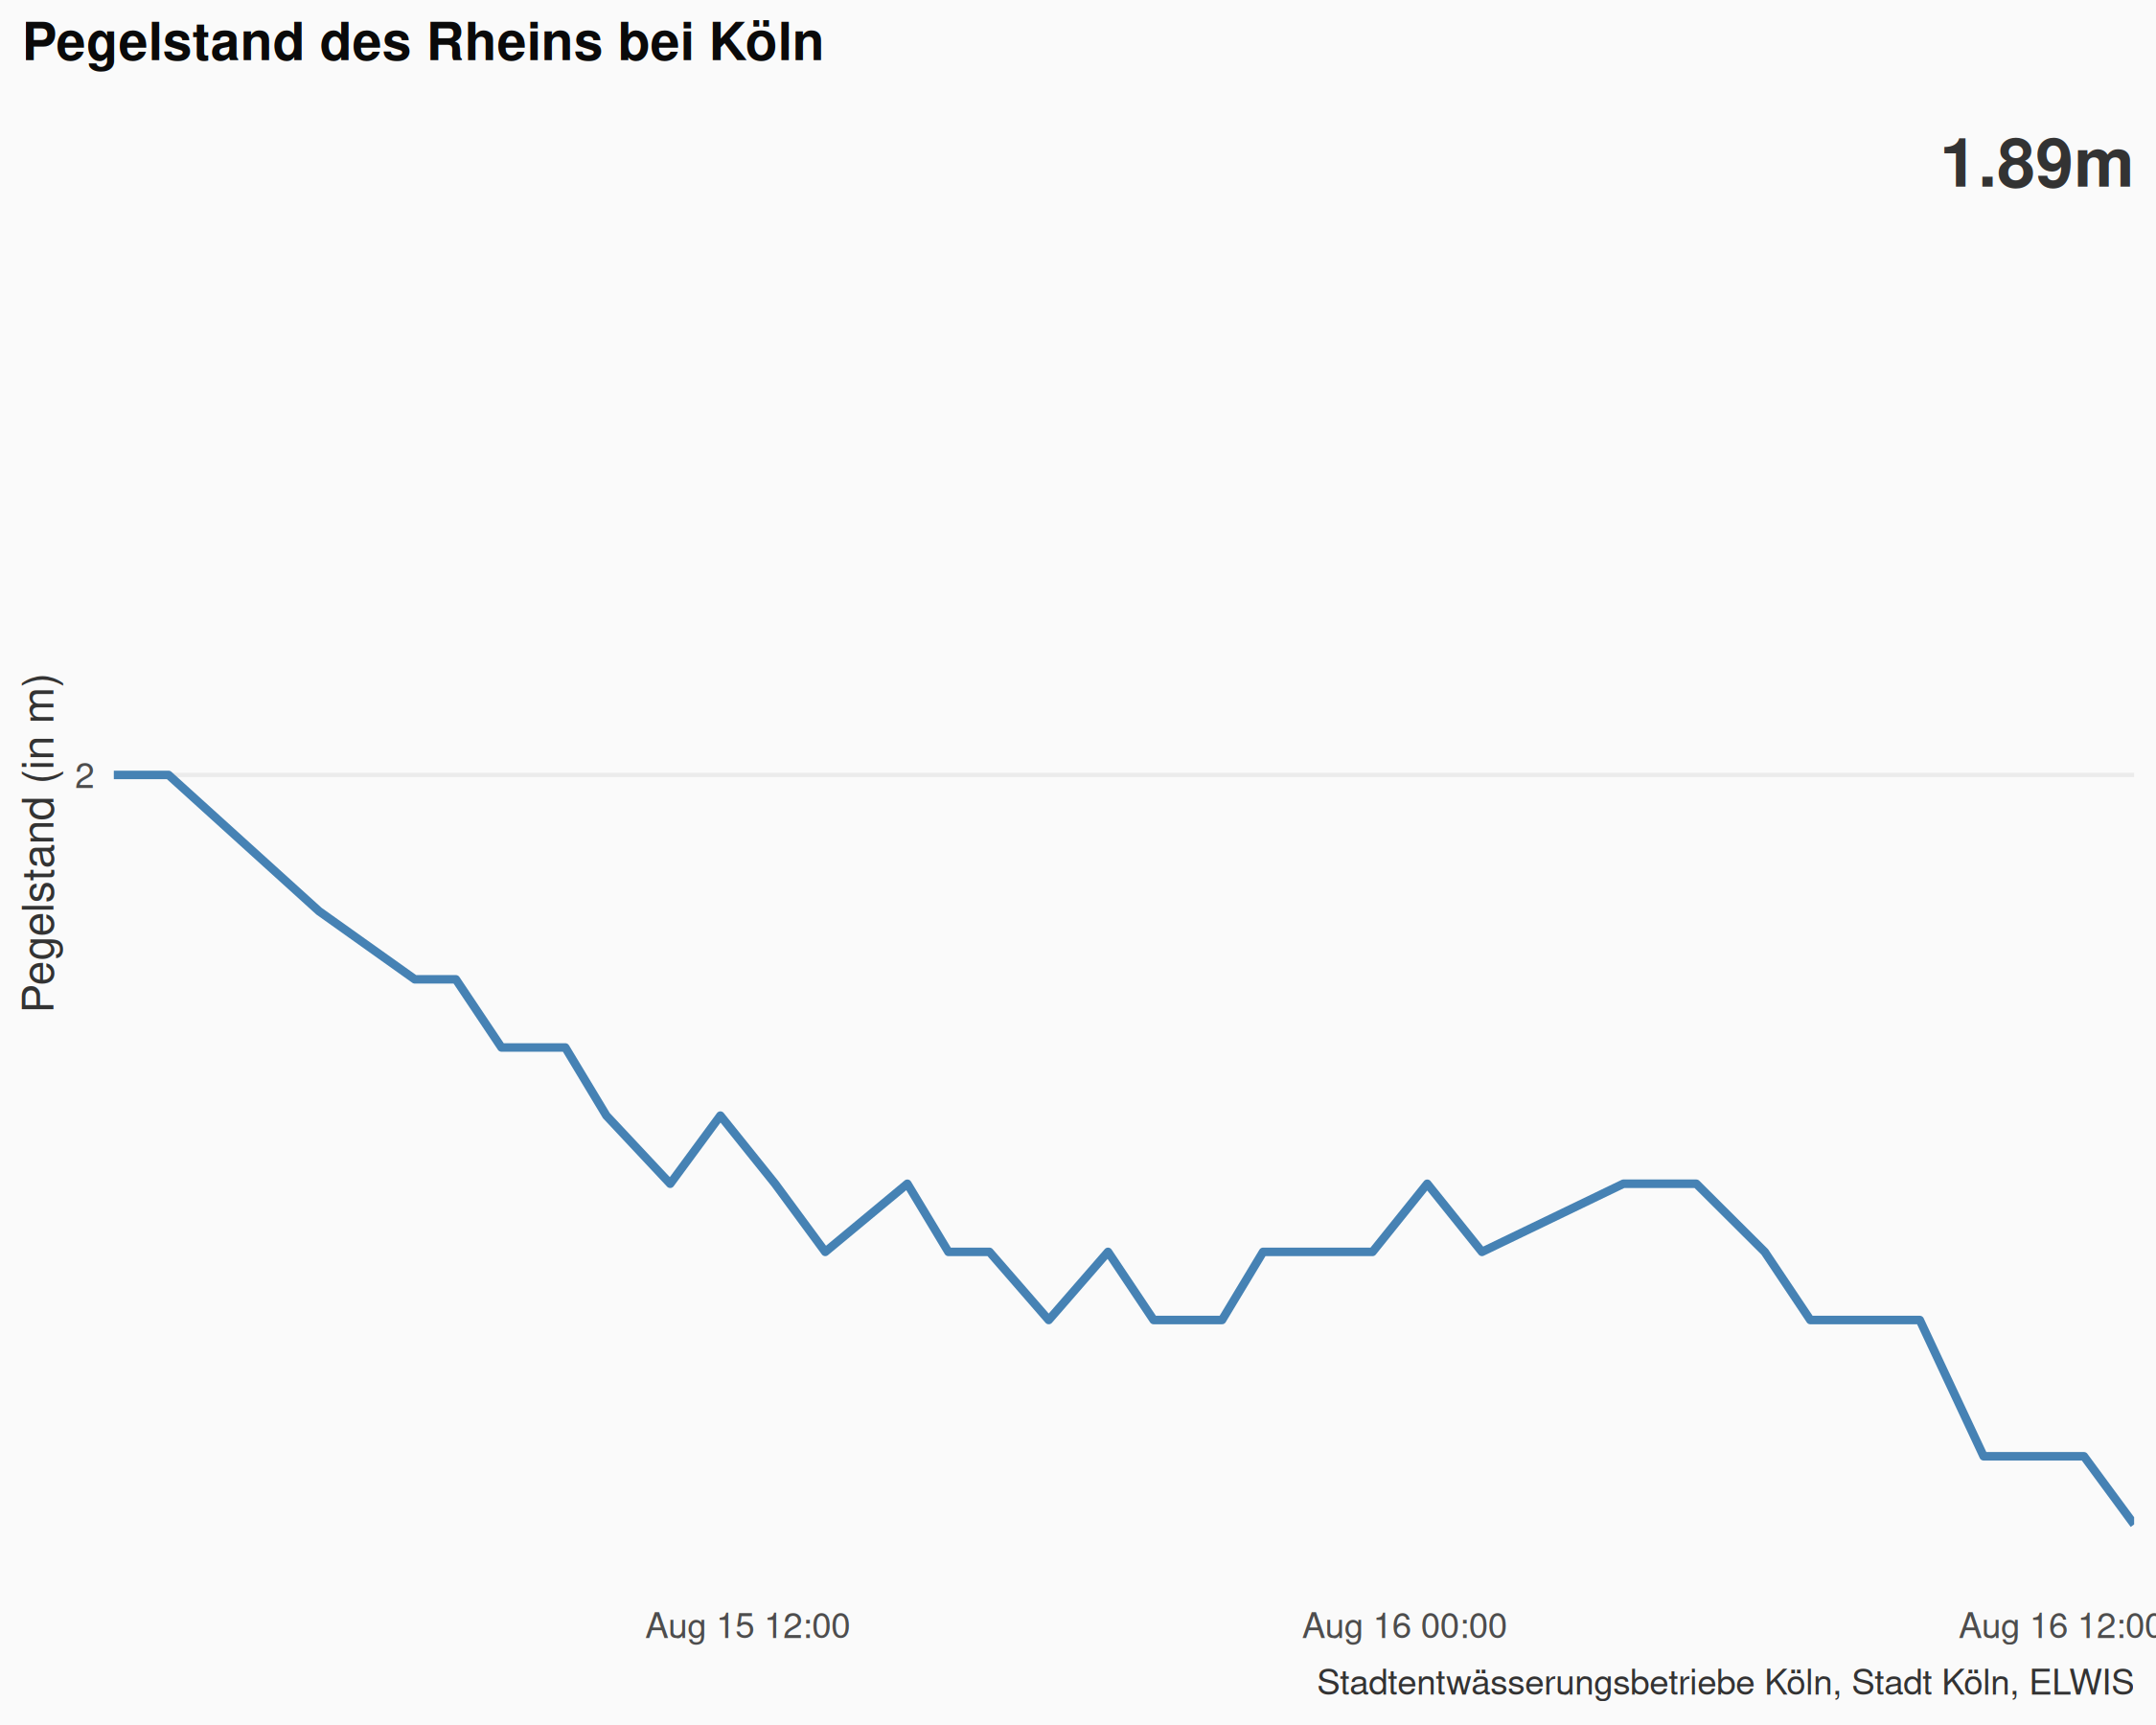 Pegelstand des Rheins bei Köln
1.89m
Pegelstand (in m)
2
Aug 15 12:00
Aug 16 00:00
Aug 16 12:00
Stadtentwässerungsbetriebe Köln, Stadt Köln, ELWIS